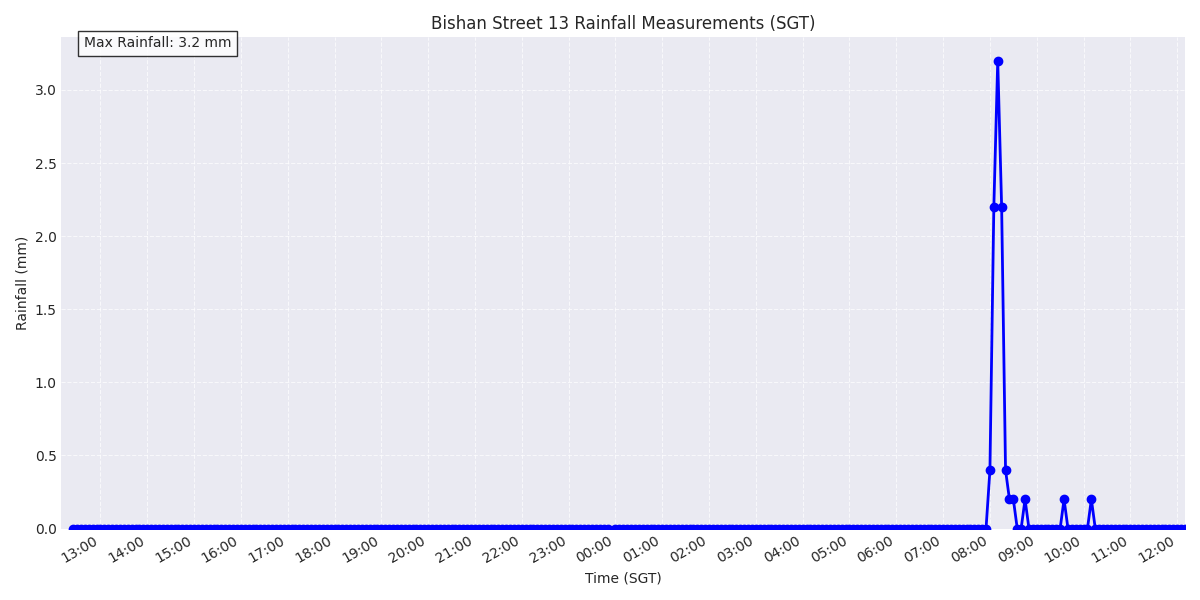 Bishan Street 13 Rainfall Measurements (SGT)
Max Rainfall: 3.2 mm
Rainfall (mm)
3.0
2.5
2.0
1.5
1.0
0.5
0.0
13:00 14:00 15:00 16:00 17:00 18:00 19:00 20:00 21:00 22:00 23:00 00:00 01:00 02:00 03:00 04:00 05:00 06:00 07:00 08:00 09:00 10:00 11:00 12:00
Time (SGT)